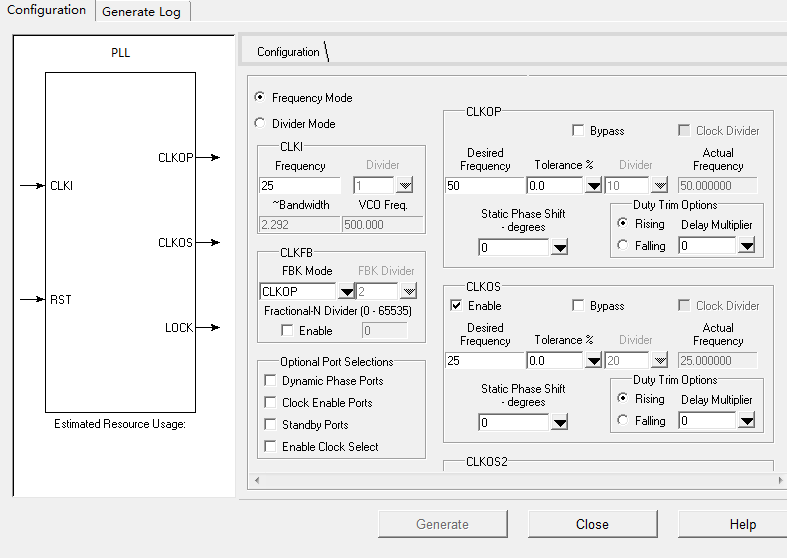 Configuration Generate Log
PLL
CLKI
RST
CLKOP
CLKOS
LOCK
Estimated Resource Usage:
Configuration
Frequency Mode
Divider Mode
CLKI
Frequency Divider
25 1
~Bandwidth VCO Freq.
2.292 500.000
CLKFB
FBK Mode FBK Divider
CLKOP 2
Fractional-N Divider (0 - 65535)
Enable 0
Optional Port Selections
Dynamic Phase Ports
Clock Enable Ports
Standby Ports
Enable Clock Select
CLKOP
Bypass Clock Divider
Desired Frequency Tolerance % Divider Actual Frequency
50 0.0 10 50.000000
Static Phase Shift - degrees
0
Duty Trim Options
Rising Delay Multiplier
Falling 0
CLKOS
Enable Bypass Clock Divider
Desired Frequency Tolerance % Divider Actual Frequency
25 0.0 20 25.000000
Static Phase Shift - degrees
0
Duty Trim Options
Rising Delay Multiplier
Falling 0
CLKOS2
Generate Close Help